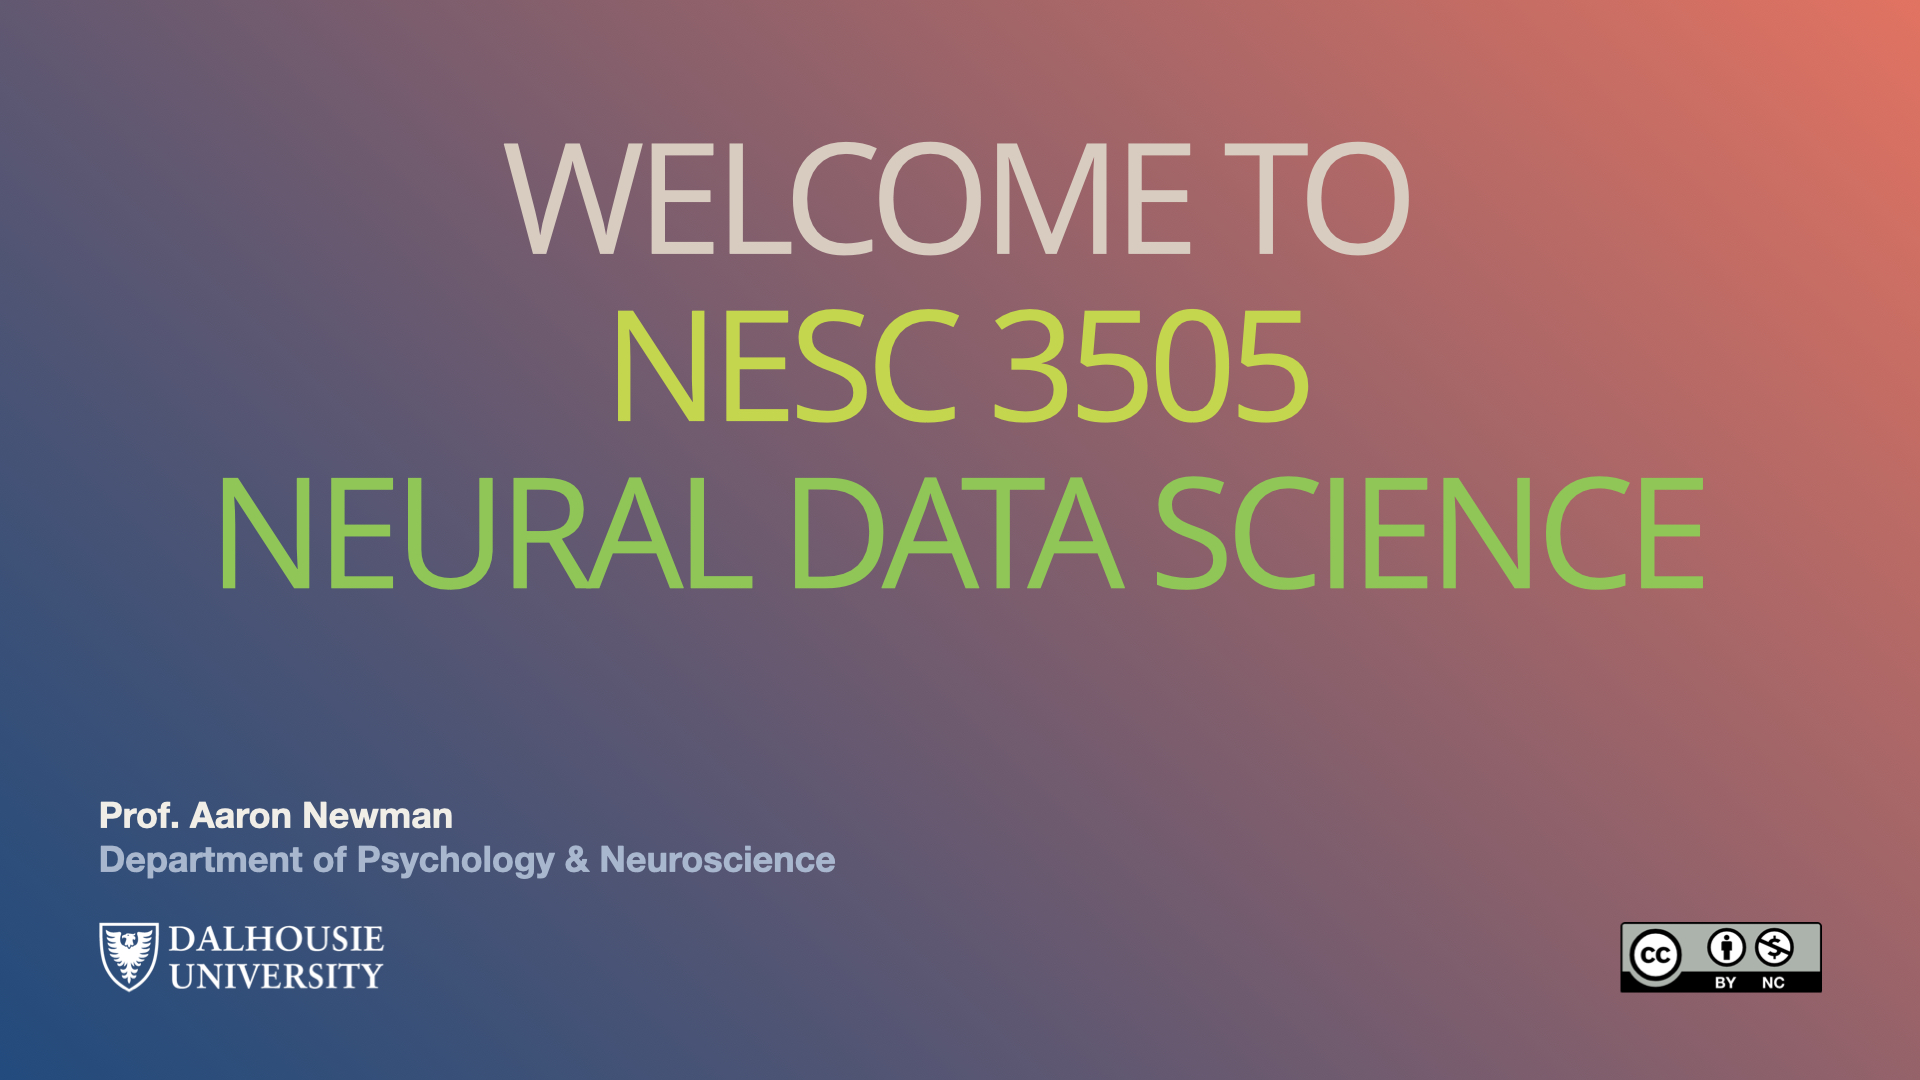 WELCOME TO
NESC 3505
NEURAL DATA SCIENCE
Prof. Aaron Newman
Department of Psychology & Neuroscience
DALHOUSIE
UNIVERSITY
cc
BY NC